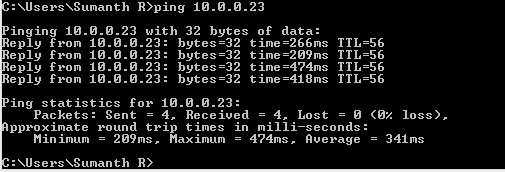 C:\Users\Sumanth R>ping 10.0.0.23
Pinging 10.0.0.23 with 32 bytes of data:
Reply from 10.0.0.23: bytes=32 time=266ms TTL=56
Reply from 10.0.0.23: bytes=32 time=209ms TTL=56
Reply from 10.0.0.23: bytes=32 time=474ms TTL=56
Reply from 10.0.0.23: bytes=32 time=418ms TTL=56
Ping statistics for 10.0.0.23:
Packets: Sent = 4, Received = 4, Lost = 0 (0% loss),
Approximate round trip times in milli-seconds:
Minimum = 209ms, Maximum = 474ms, Average = 341ms
C:\Users\Sumanth R>